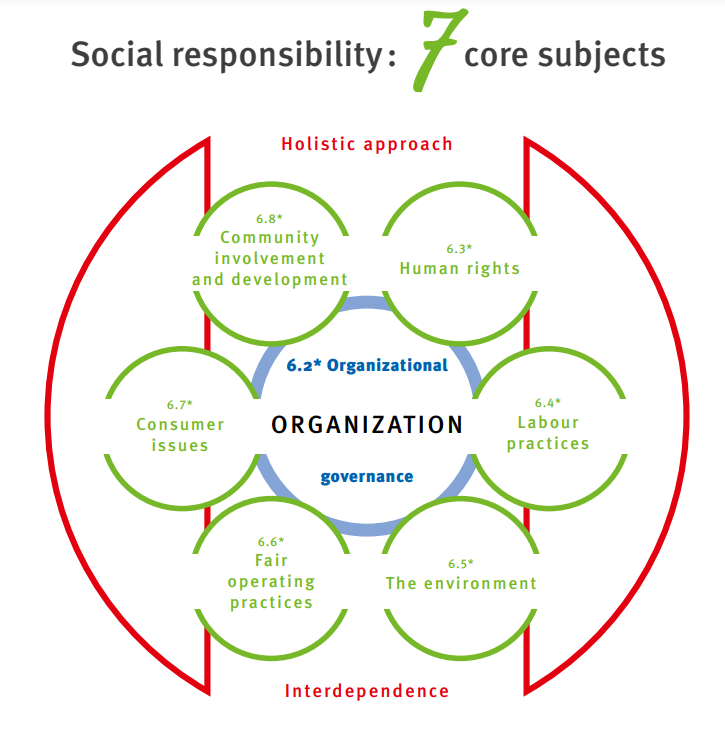 Social responsibility: 7 core subjects
Holistic approach
6.8*
Community
involvement
and development
6.3*
Human rights
6.2* Organizational
ORGANIZATION
governance
6.7*
Consumer
issues
6.4*
Labour
practices
6.6*
Fair
operating
practices
6.5*
The environment
Interdependence